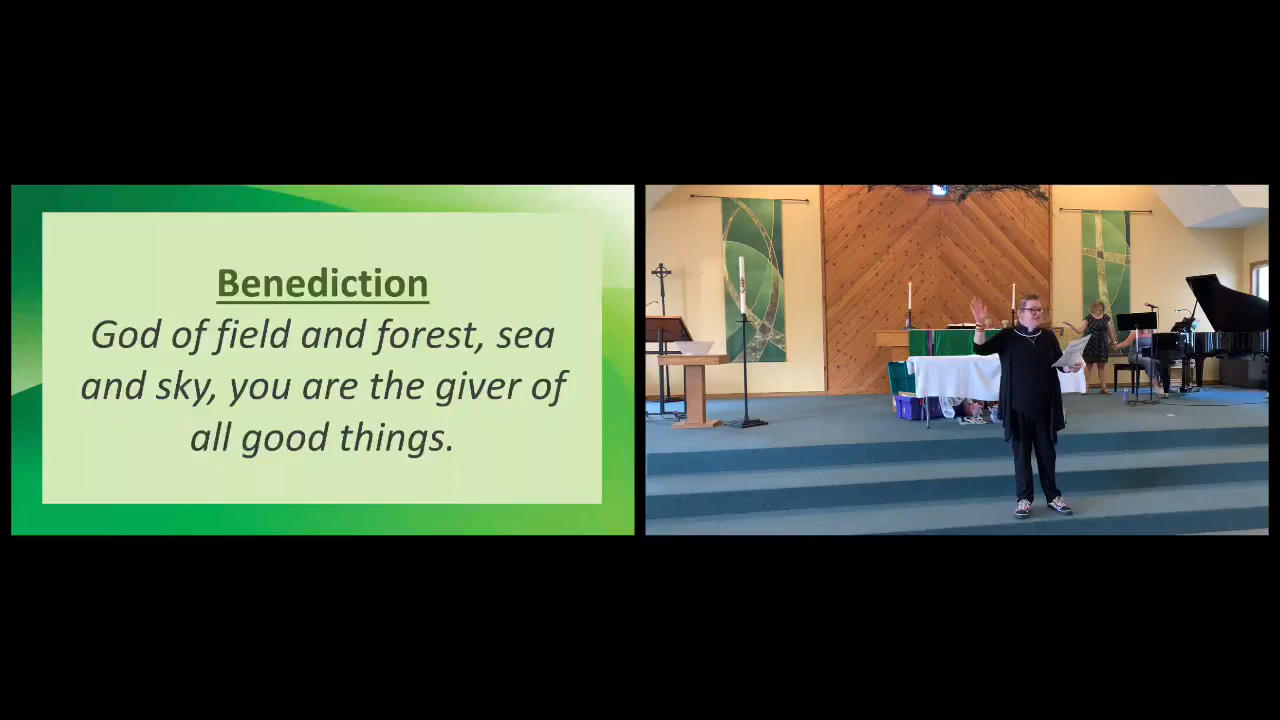 Benediction
God of field and forest, sea
and sky, you are the giver of
all good things.